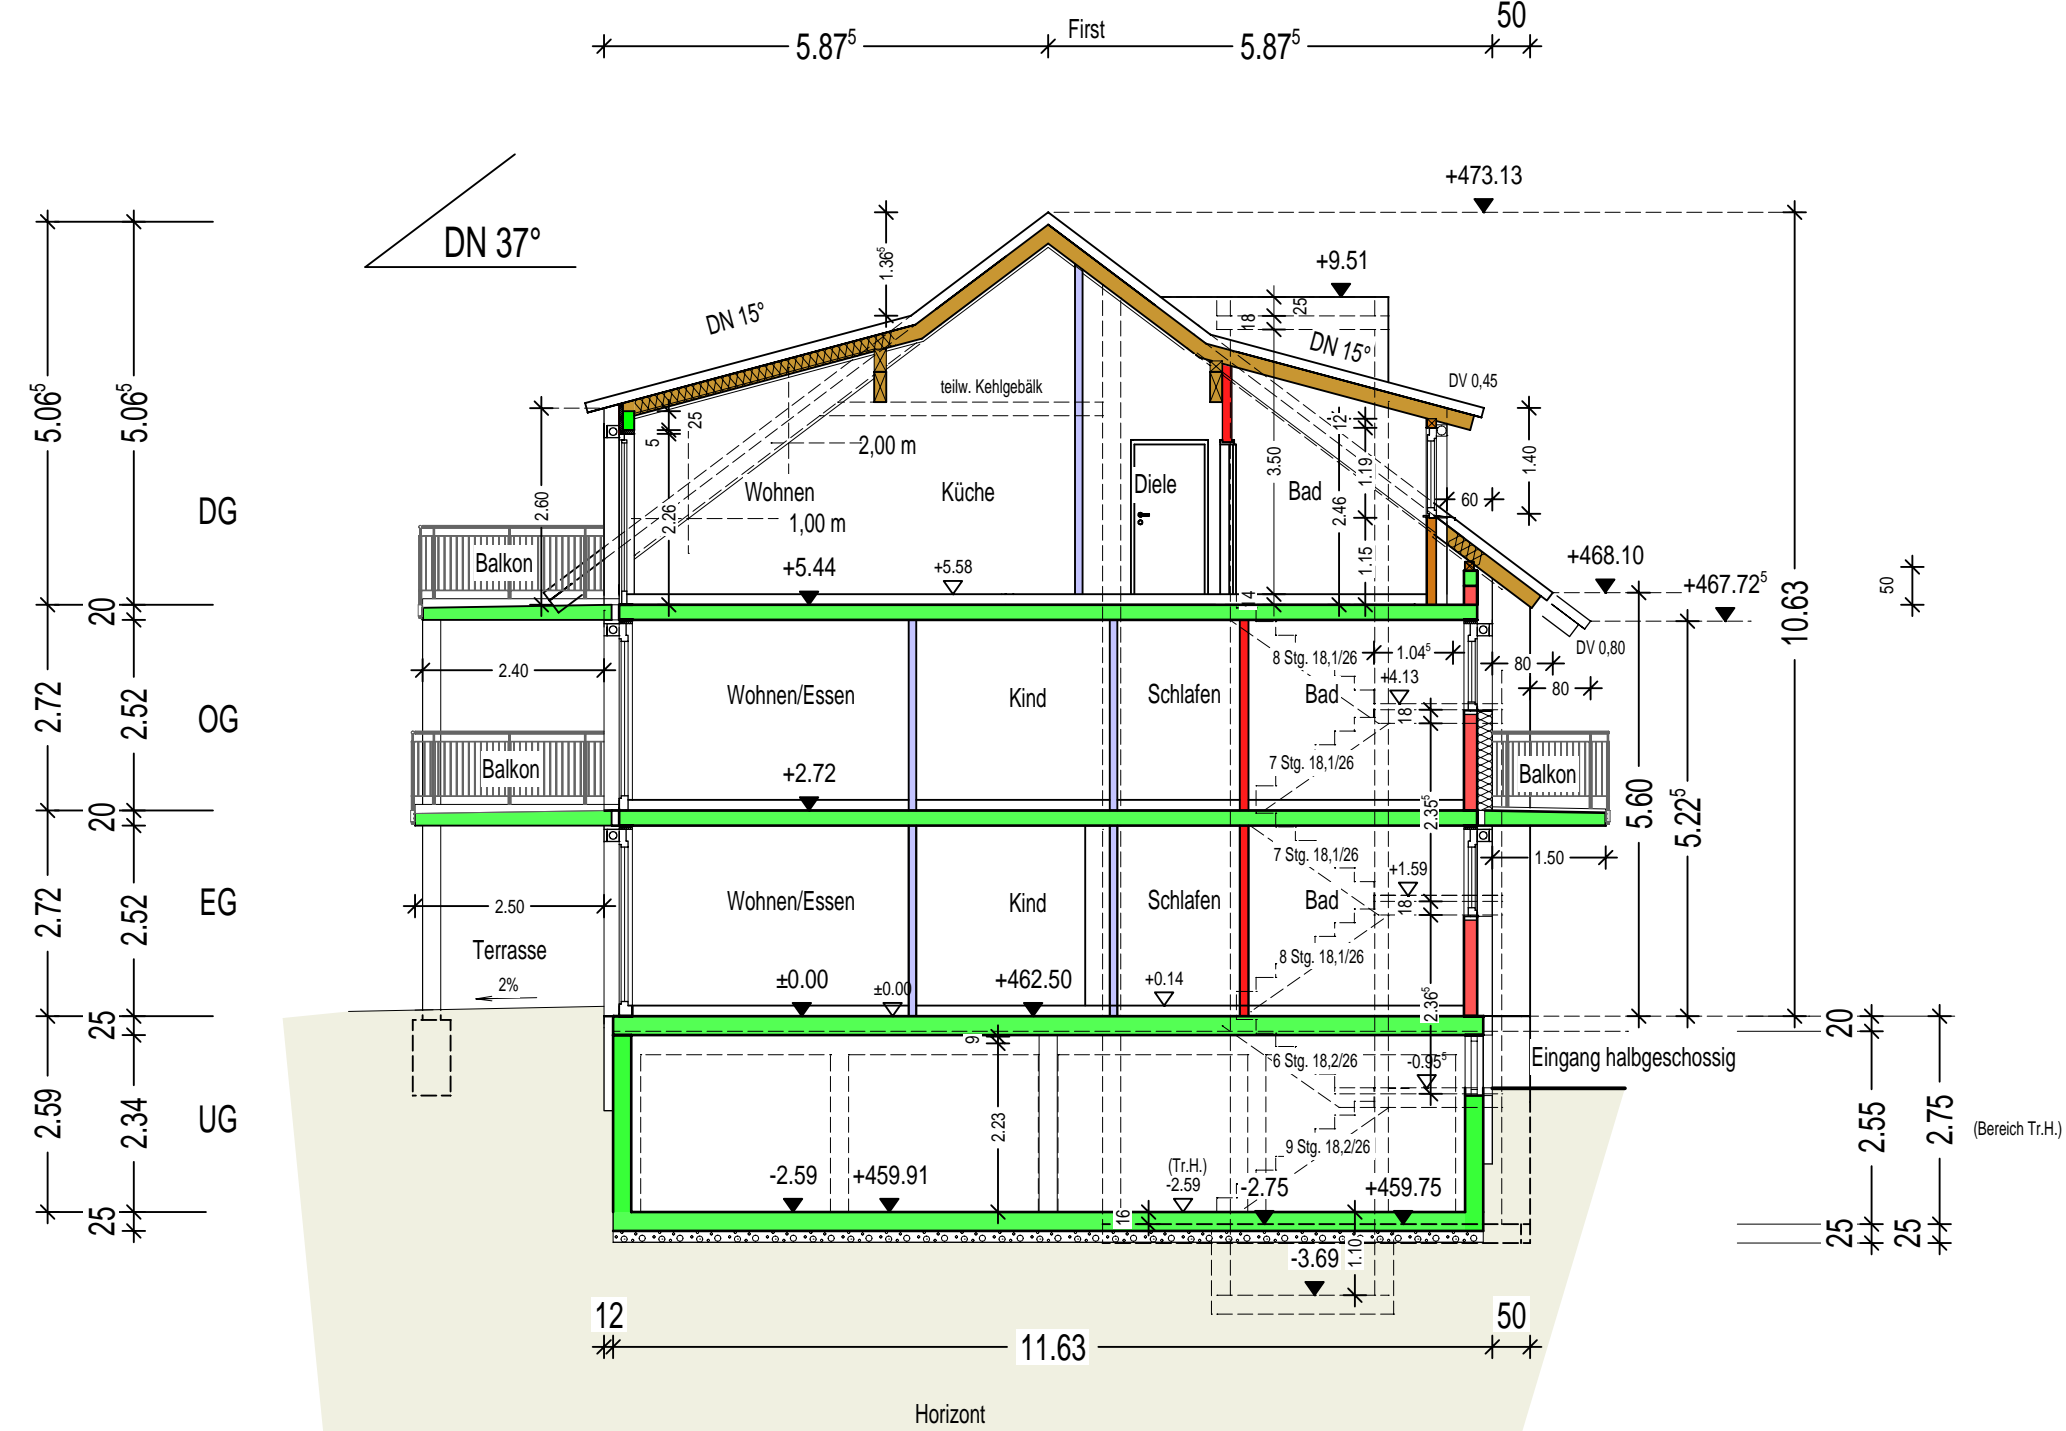 50
First
5.87⁵
5.87⁵
+473.13
DN 37°
+9.51
1.36⁵
DN 15°
25
18
DN 15°
DV 0,45
teilw. Kehlgebälk
5.06⁵
5.06⁵
25
5
2,00 m
12
1.40
3.50
1.19
DG
2.60
Wohnen
Küche
Diele
Bad
60
2.26
1,00 m
2.46
Balkon
+5.44
+5.58
1.15
+468.10
+467.72⁵
50
14
10.63
20
2.40
8 Stg. 18,1/26
1.04⁵
DV 0,80
80
80
2.72
2.52
OG
Wohnen/Essen
Kind
Schlafen
Bad
+4.13
18
Balkon
+2.72
7 Stg. 18,1/26
Balkon
5.60
5.22⁵
2.35⁵
20
7 Stg. 18,1/26
1.50
+1.59
2.72
2.52
EG
2.50
Wohnen/Essen
Kind
Schlafen
Bad
18
Terrasse
8 Stg. 18,1/26
2%
±0.00
±0.00
+462.50
+0.14
2.36⁵
25
20
9
6 Stg. 18,2/26
-0.95⁵
Eingang halbgeschossig
2.59
2.34
UG
2.23
9 Stg. 18,2/26
2.55
2.75
(Bereich Tr.H.)
-2.59
+459.91
(Tr.H.)
-2.59
-2.75
+459.75
25
16
25
25
-3.69
1.10
12
11.63
50
Horizont